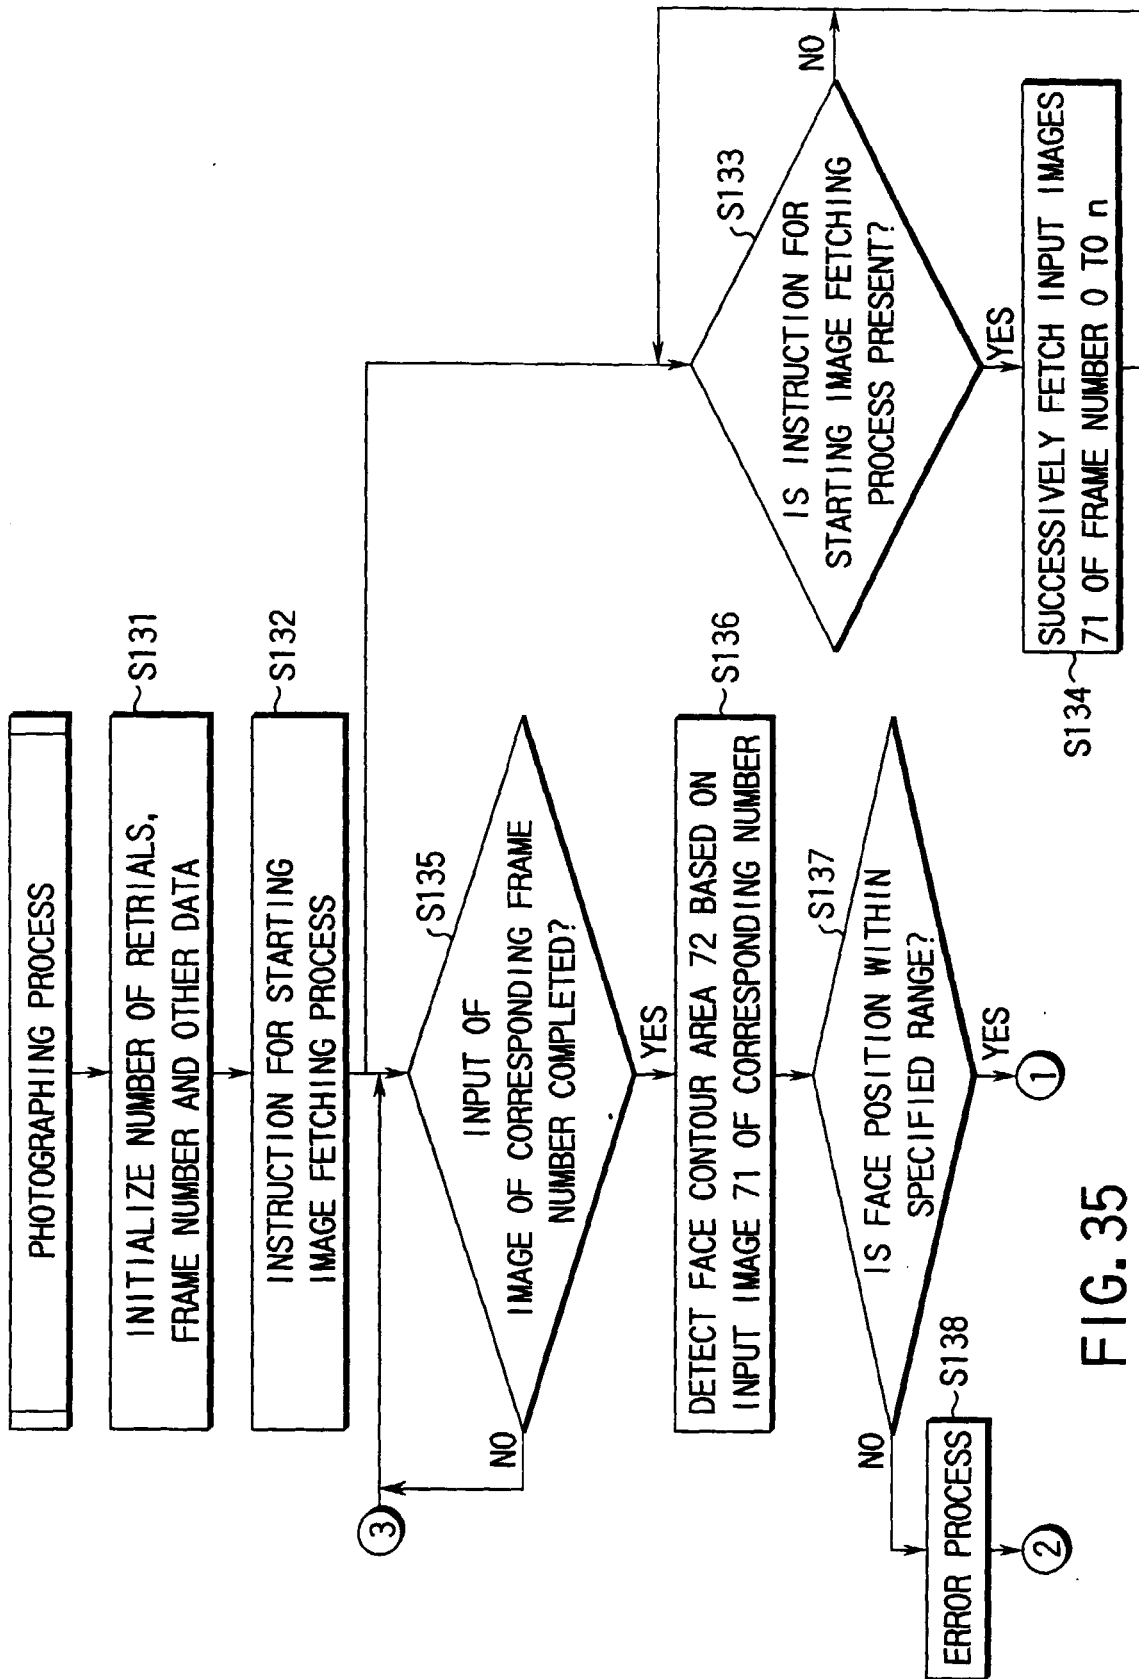 PHOTOGRAPHING PROCESS
S131
INITIALIZE NUMBER OF RETRIALS,
FRAME NUMBER AND OTHER DATA
S132
INSTRUCTION FOR STARTING
IMAGE FETCHING PROCESS
3
S135
INPUT OF
IMAGE OF CORRESPONDING FRAME
NUMBER COMPLETED?
NO
YES
S136
DETECT FACE CONTOUR AREA 72 BASED ON
INPUT IMAGE 71 OF CORRESPONDING NUMBER
S137
IS FACE POSITION WITHIN
SPECIFIED RANGE?
NO
YES
1
S138
ERROR PROCESS
2
S133
IS INSTRUCTION FOR
STARTING IMAGE FETCHING
PROCESS PRESENT?
NO
YES
S134
SUCCESSIVELY FETCH INPUT IMAGES
71 OF FRAME NUMBER 0 TO n
FIG. 35